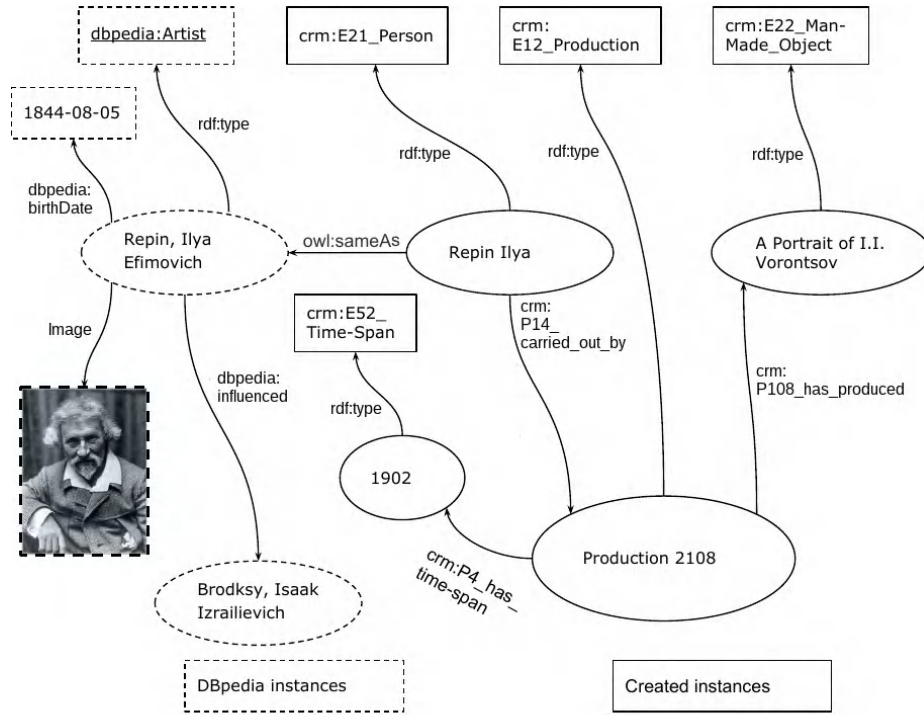 dbpedia:Artist
crm:E21_Person
crm:
E12_Production
crm:E22_Man-
Made_Object
1844-08-05
rdf:type
rdf:type
rdf:type
rdf:type
dbpedia:
birthDate
Repin, Ilya
Efimovich
owl:sameAs
Repin Ilya
A Portrait of I.I.
Vorontsov
crm:E52_
Time-Span
crm:
P14_
carried_out_by
Image
dbpedia:
influenced
crm:
P108_has_produced
rdf:type
1902
Production 2108
crm:P4_has_
time-span
Brodksy, Isaak
Izrailievich
DBpedia instances
Created instances